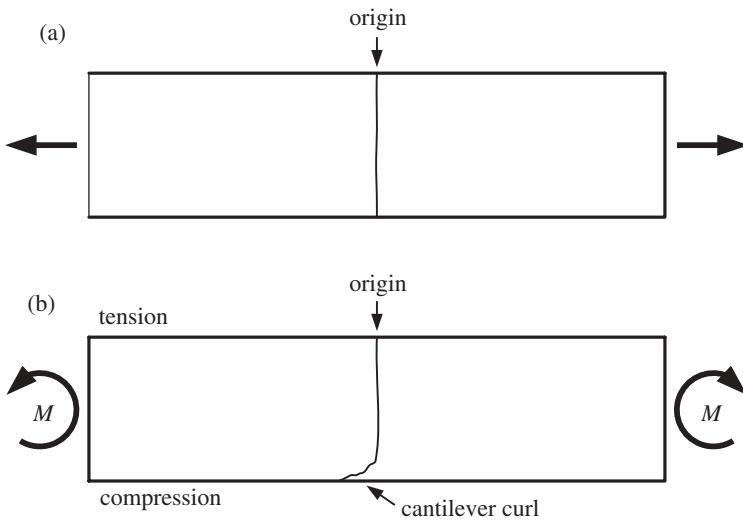 origin
(a)
origin
(b)
tension
M
M
compression
cantilever curl